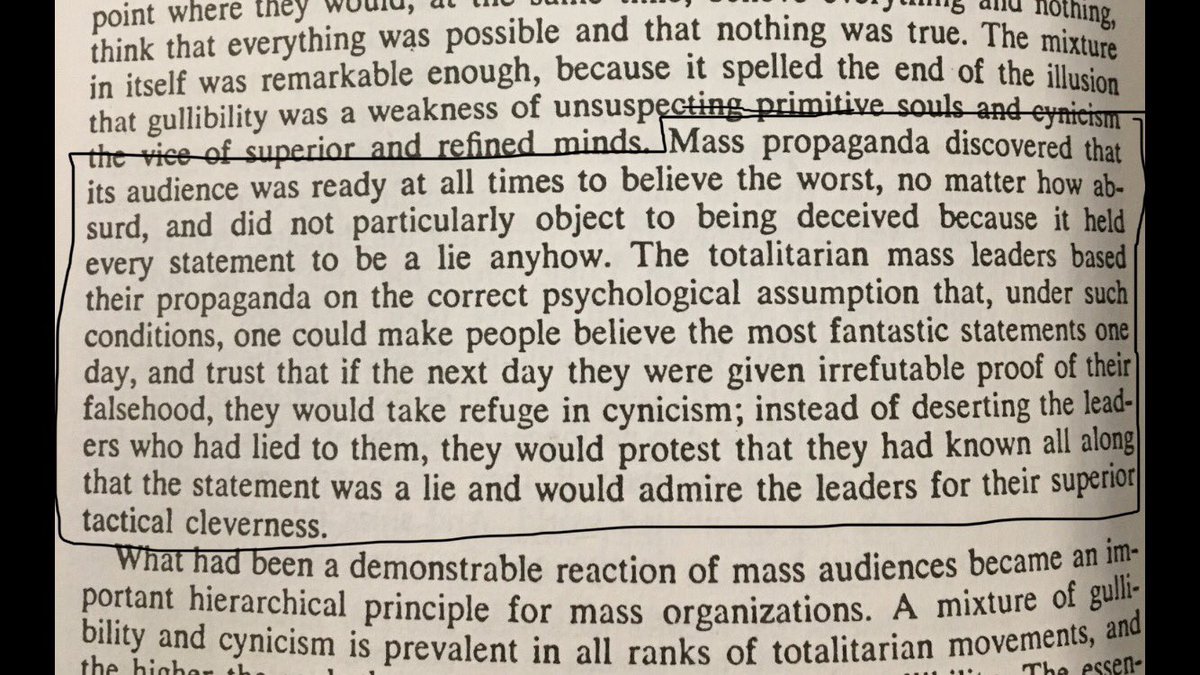 point where they would, at the same time, believe everything and nothing,
think that everything was possible and that nothing was true. The mixture
in itself was remarkable enough, because it spelled the end of the illusion
that gullibility was a weakness of unsuspecting primitive souls and cynicism
the vice of superior and refined minds. Mass propaganda discovered that
its audience was ready at all times to believe the worst, no matter how ab-
surd, and did not particularly object to being deceived because it held
every statement to be a lie anyhow. The totalitarian mass leaders based
their propaganda on the correct psychological assumption that, under such
conditions, one could make people believe the most fantastic statements one
day, and trust that if the next day they were given irrefutable proof of their
falsehood, they would take refuge in cynicism; instead of deserting the lead-
ers who had lied to them, they would protest that they had known all along
that the statement was a lie and would admire the leaders for their superior
tactical cleverness.
What had been a demonstrable reaction of mass audiences became an im-
portant hierarchical principle for mass organizations. A mixture of gulli-
bility and cynicism is prevalent in all ranks of totalitarian movements, and
the higher the The essen-